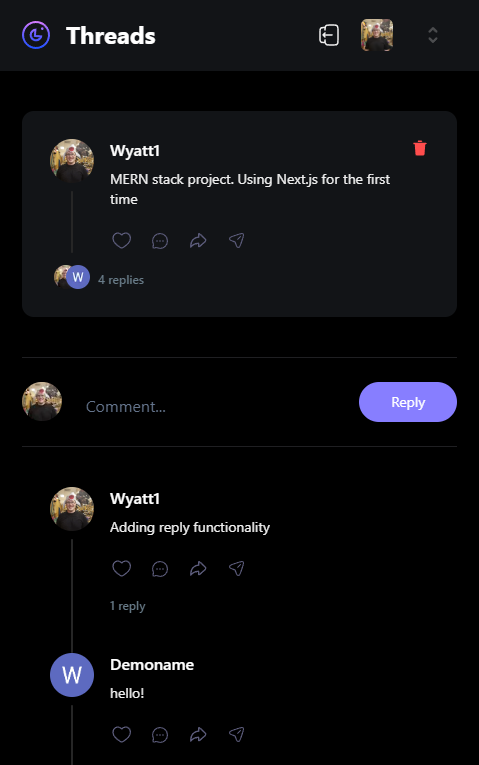 Threads
Wyatt1
MERN stack project. Using Next.js for the first
time
W
4 replies
Comment...
Reply
Wyatt1
Adding reply functionality
1 reply
W
Demoname
hello!